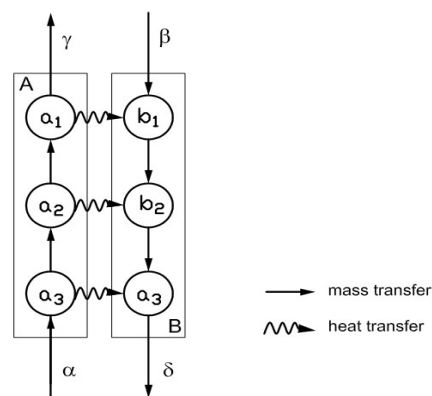 γ
β
A
a1
b1
a2
b2
a3
a3
B
α
δ
mass transfer
heat transfer